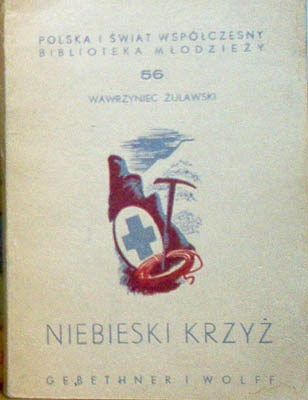 POLSKA I ŚWIAT WSPÓŁCZESNY
BIBLIOTEKA MŁODZIEŻY
56
WAWRZYNIEC ŻUŁAWSKI
NIEBIESKI KRZYŻ
GEBETHNER I WOLFF